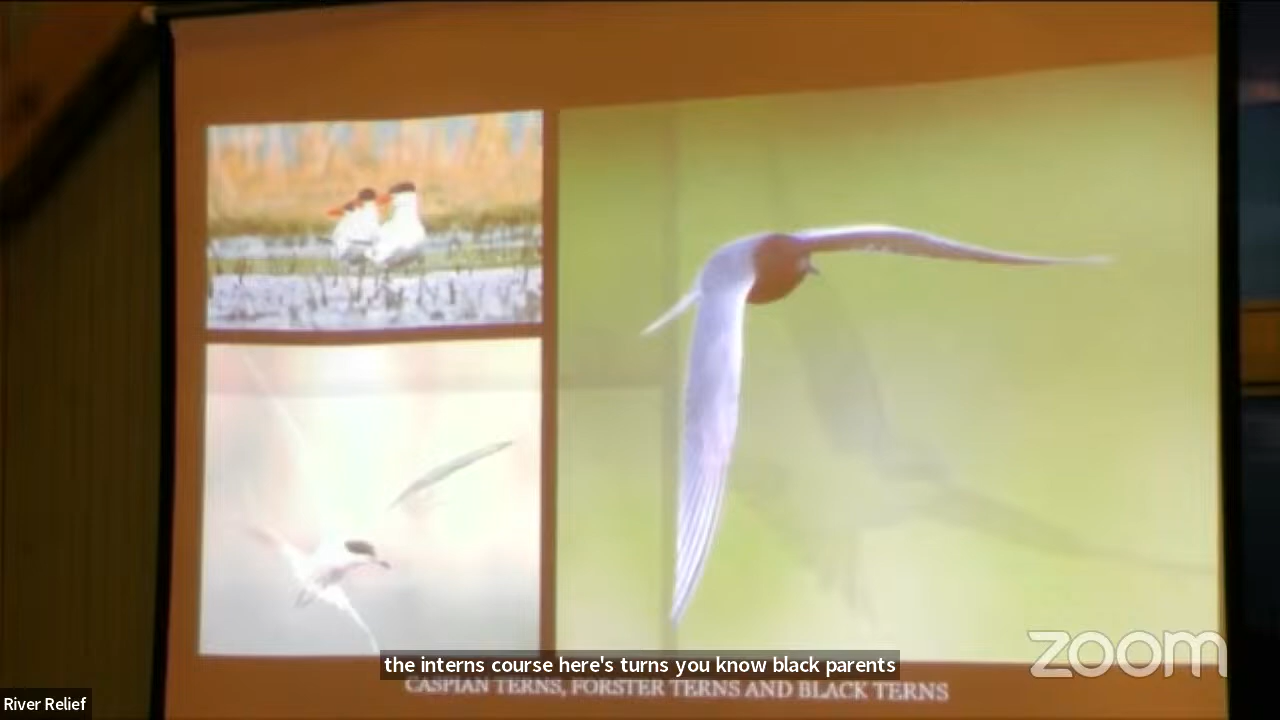 the interns course here's turns you know black parents
CASPIAN TERNS, FORSTER TERNS AND BLACK TERNS
River Relief
zoom